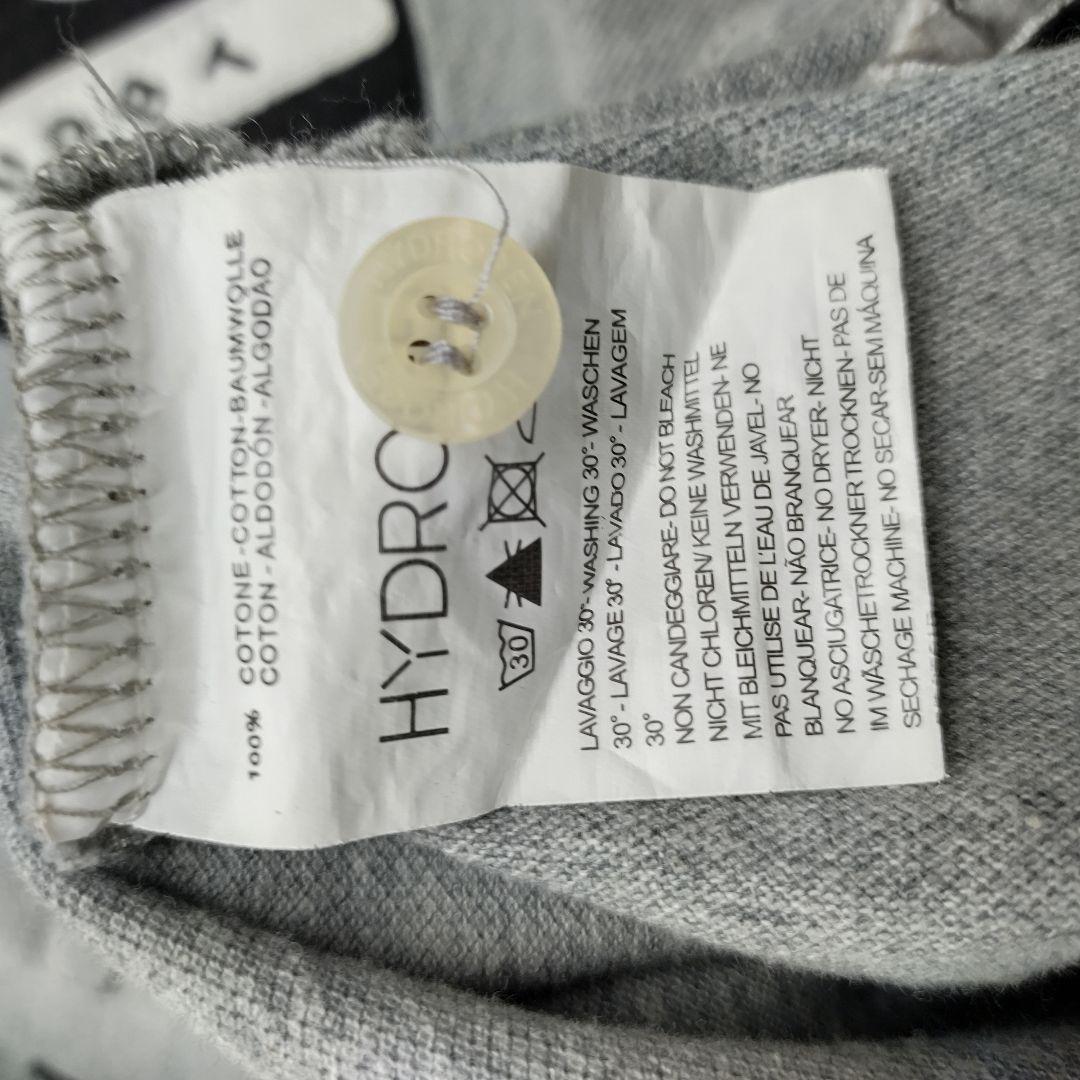 100% COTONE-COTTON-BAUMWOLLE
COTON - ALDODÓN-ALGODÃO
HYDRO
30
LAVAGGIO 30°-WASHING 30°- WASCHEN
30° - LAVAGE 30° -LAVADO 30° - LAVAGEM
30°
NON CANDEGGIARE- DO NOT BLEACH
NICHT CHLOREN/ KEINE WASHMITTEL
MIT BLEICHMITTELN VERWENDEN- NE
PAS UTILISE DE L'EAU DE JAVEL- NO
BLANQUEAR- NÃO BRANQUEAR
NO ASCIUGATRICE- NO DRYER- NICHT
IM WÄSCHETROCKNER TROCKNEN- PAS DE
SECHAGE MACHINE- NO SECAR-SEM MÁQUINA